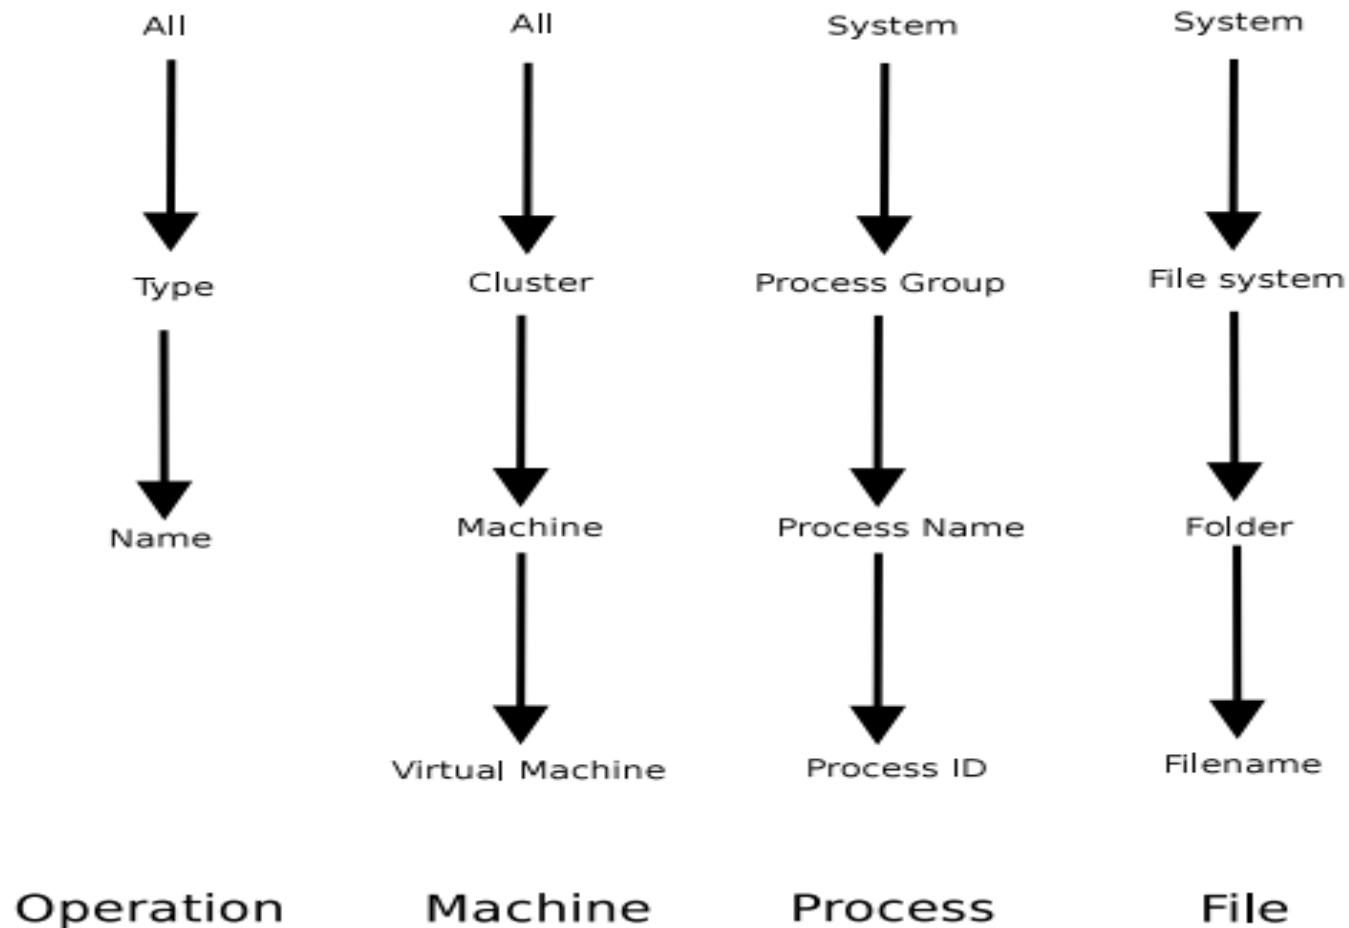 All
All
System
System
Type
Cluster
Process Group
File system
Name
Machine
Process Name
Folder
Virtual Machine
Process ID
Filename
Operation
Machine
Process
File